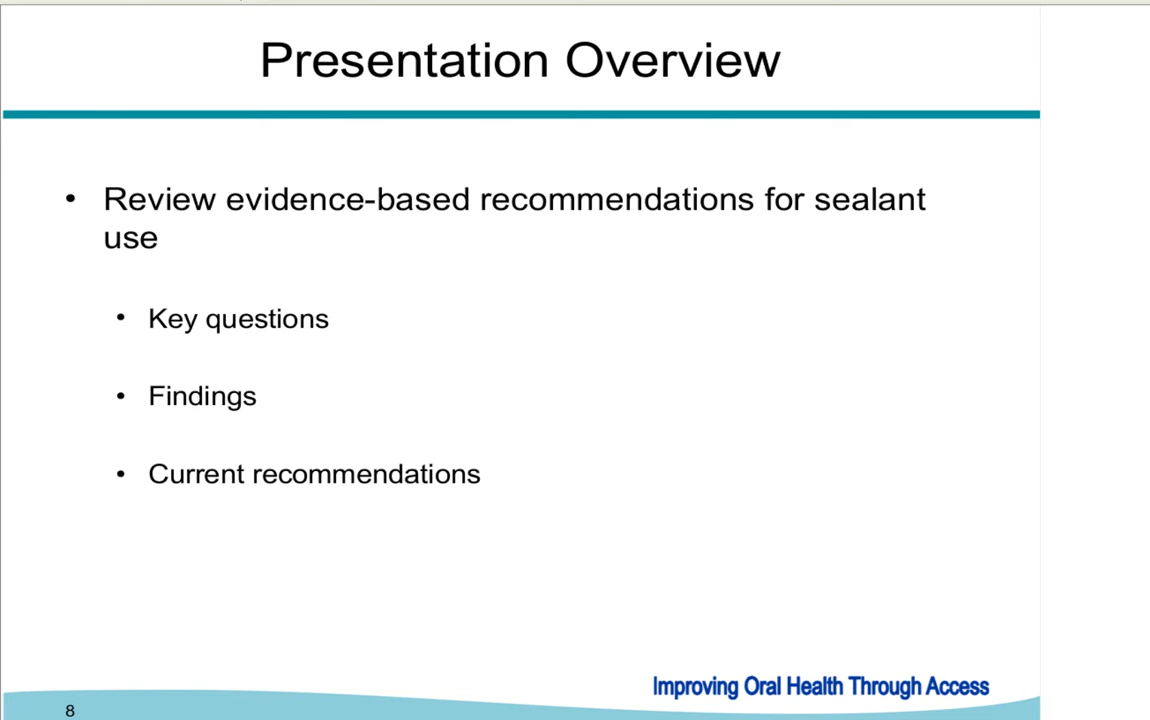 Presentation Overview
• Review evidence-based recommendations for sealant
use
• Key questions
• Findings
• Current recommendations
Improving Oral Health Through Access
8